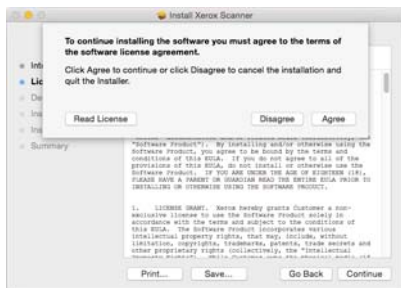 Install Xerox Scanner
To continue installing the software you must agree to the terms of
the software license agreement.
Click Agree to continue or click Disagree to cancel the installation and
quit the Installer.
Read License
Disagree
Agree
Summary
"Software Product"). By installing and/or otherwise using the
Software Product, you agree to be bound by the terms and
conditions of this EULA. If you do not agree to all of the
provisions of this EULA, do not install or otherwise use the
Software Product. IF YOU ARE UNDER THE AGE OF EIGHTEEN (18),
PLEASE HAVE A PARENT OR GUARDIAN READ THE ENTIRE EULA PRIOR TO
INSTALLING OR OTHERWISE USING THE SOFTWARE PRODUCT.
1. LICENSE GRANT. Xerox hereby grants Customer a non-
exclusive license to use the Software Product solely in
accordance with the terms and subject to the conditions of
this EULA. The Software Product incorporates various
intellectual property rights, that may, include, without
limitation, copyrights, trademarks, patents, trade secrets and
other proprietary rights (collectively, the "Intellectual
Print...
Save...
Go Back
Continue